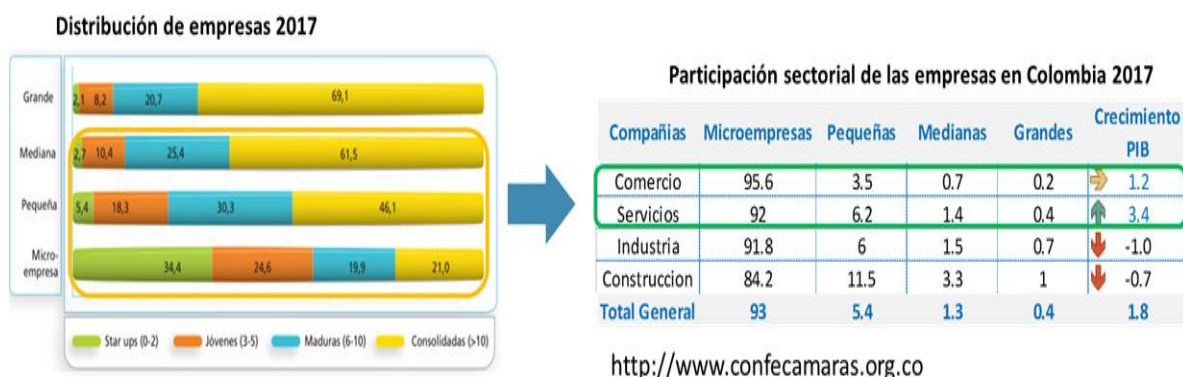 Distribución de empresas 2017
Grande
2,1 8,2 20,7 69,1
Mediana
2,7 10,4 25,4 61,5
Pequeña
5,4 18,3 30,3 46,1
Micro-
empresa
34,4 24,6 19,9 21,0
Star ups (0-2) Jóvenes (3-5) Maduras (6-10) Consolidadas (>10)
Participación sectorial de las empresas en Colombia 2017
Compañias Microempresas Pequeñas Medianas Grandes Crecimiento
PIB
Comercio 95.6 3.5 0.7 0.2 1.2
Servicios 92 6.2 1.4 0.4 3.4
Industria 91.8 6 1.5 0.7 -1.0
Construccion 84.2 11.5 3.3 1 -0.7
Total General 93 5.4 1.3 0.4 1.8
http://www.confecamaras.org.co